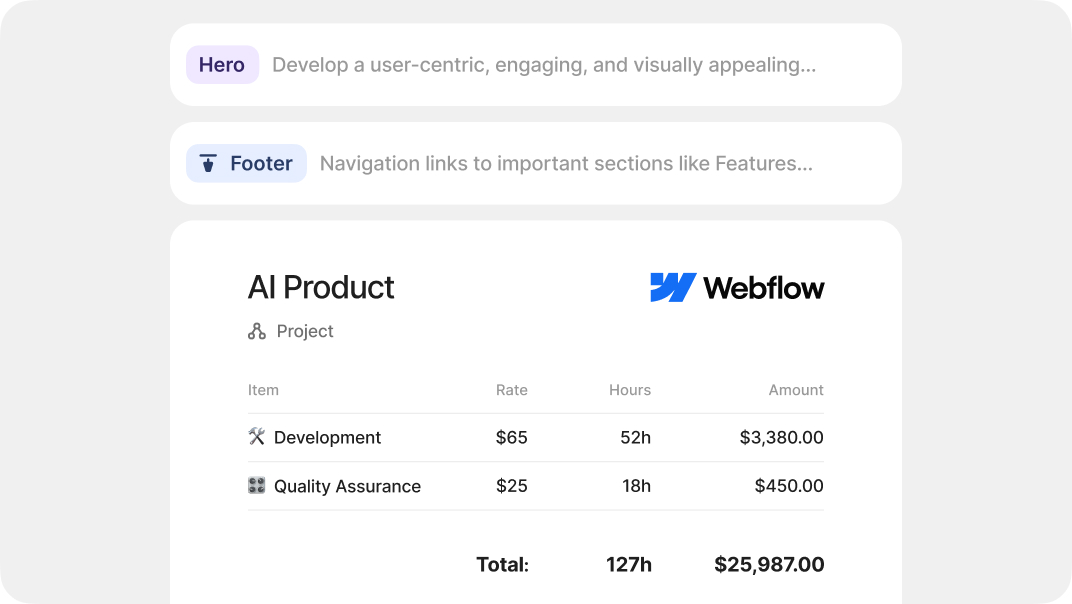 Hero Develop a user-centric, engaging, and visually appealing...
Footer Navigation links to important sections like Features...
AI Product Webflow
Project
Item Rate Hours Amount
Development $65 52h $3,380.00
Quality Assurance $25 18h $450.00
Total: 127h $25,987.00